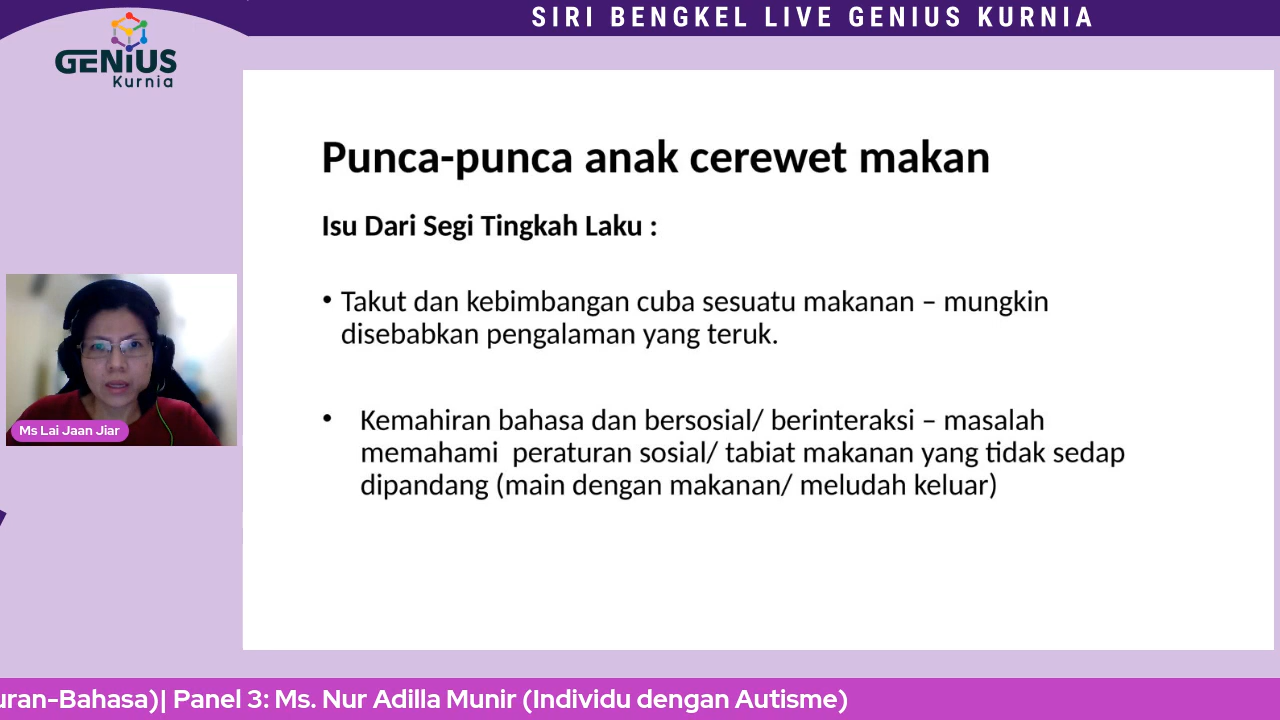 SIRI BENGKEL LIVE GENIUS KURNIA
GENIUS
Kurnia
Punca-punca anak cerewet makan
Isu Dari Segi Tingkah Laku :
• Takut dan kebimbangan cuba sesuatu makanan – mungkin
disebabkan pengalaman yang teruk.
• Kemahiran bahasa dan bersosial/ berinteraksi – masalah
memahami  peraturan sosial/ tabiat makanan yang tidak sedap
dipandang (main dengan makanan/ meludah keluar)
Ms Lai Jaan Jiar
uran-Bahasa)| Panel 3: Ms. Nur Adilla Munir (Individu dengan Autisme)